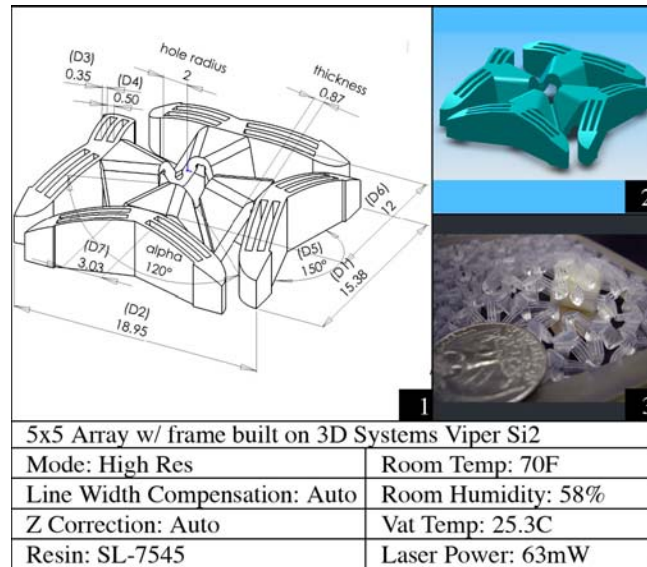 (D3)
0.35
(D4)
0.50
hole radius
2
thickness
0.87
(D6)
12
(D7)
3.03
alpha
120°
(D5)
150°
(D1)
15.38
(D2)
18.95
1
2
3
5x5 Array w/ frame built on 3D Systems Viper Si2
Mode: High Res
Room Temp: 70F
Line Width Compensation: Auto
Room Humidity: 58%
Z Correction: Auto
Vat Temp: 25.3C
Resin: SL-7545
Laser Power: 63mW